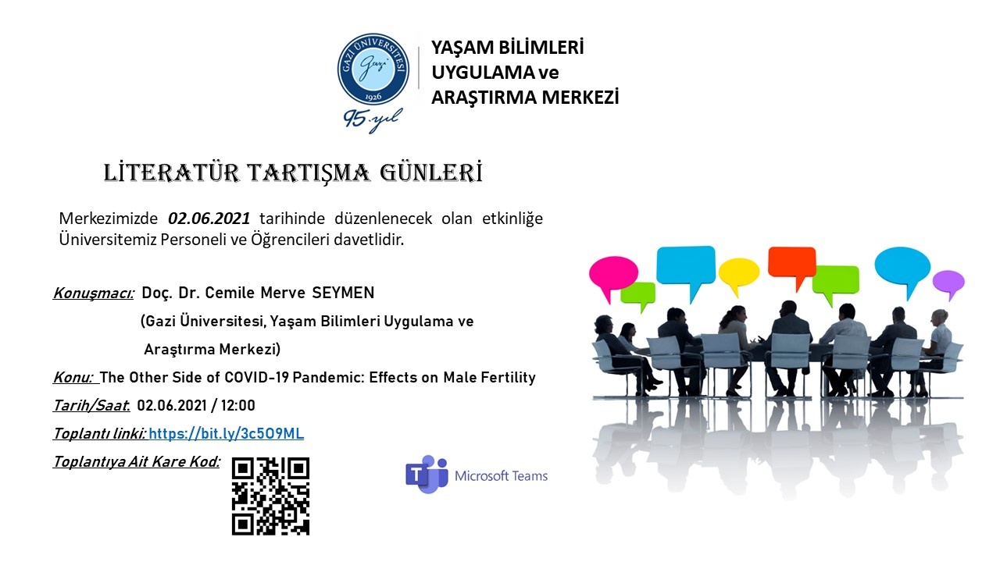 GAZİ ÜNİVERSİTESİ
Gazi
1926
95.yıl
YAŞAM BİLİMLERİ
UYGULAMA ve
ARAŞTIRMA MERKEZİ
LİTERATÜR TARTIŞMA GÜNLERİ
Merkezimizde 02.06.2021 tarihinde düzenlenecek olan etkinliğe
Üniversitemiz Personeli ve Öğrencileri davetlidir.
Konuşmacı: Doç. Dr. Cemile Merve SEYMEN
(Gazi Üniversitesi, Yaşam Bilimleri Uygulama ve
Araştırma Merkezi)
Konu: The Other Side of COVID-19 Pandemic: Effects on Male Fertility
Tarih/Saat: 02.06.2021 / 12:00
Toplantı linki: https://bit.ly/3c5O9ML
Toplantıya Ait Kare Kod:
T
Microsoft Teams